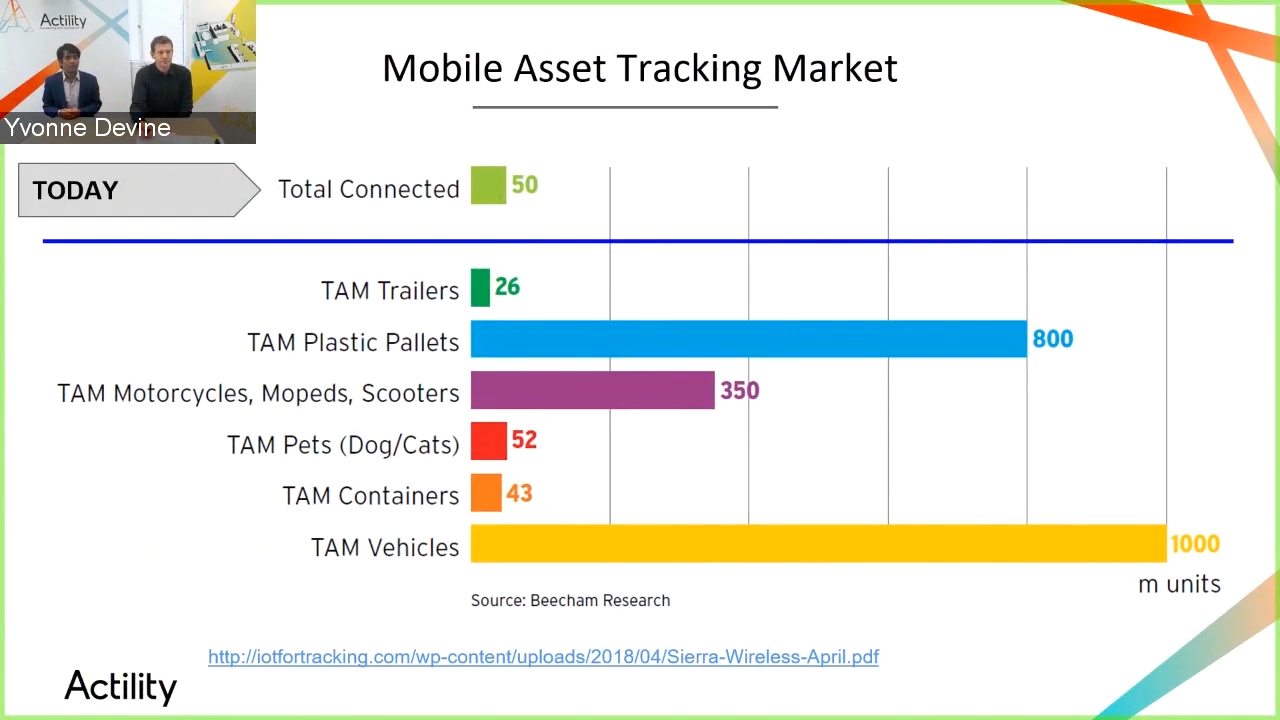 Actility
Yvonne Devine
Mobile Asset Tracking Market
TODAY
Total Connected 50
TAM Trailers 26
TAM Plastic Pallets 800
TAM Motorcycles, Mopeds, Scooters 350
TAM Pets (Dog/Cats) 52
TAM Containers 43
TAM Vehicles 1000
m units
Source: Beecham Research
http://iotfortracking.com/wp-content/uploads/2018/04/Sierra-Wireless-April.pdf
Actility